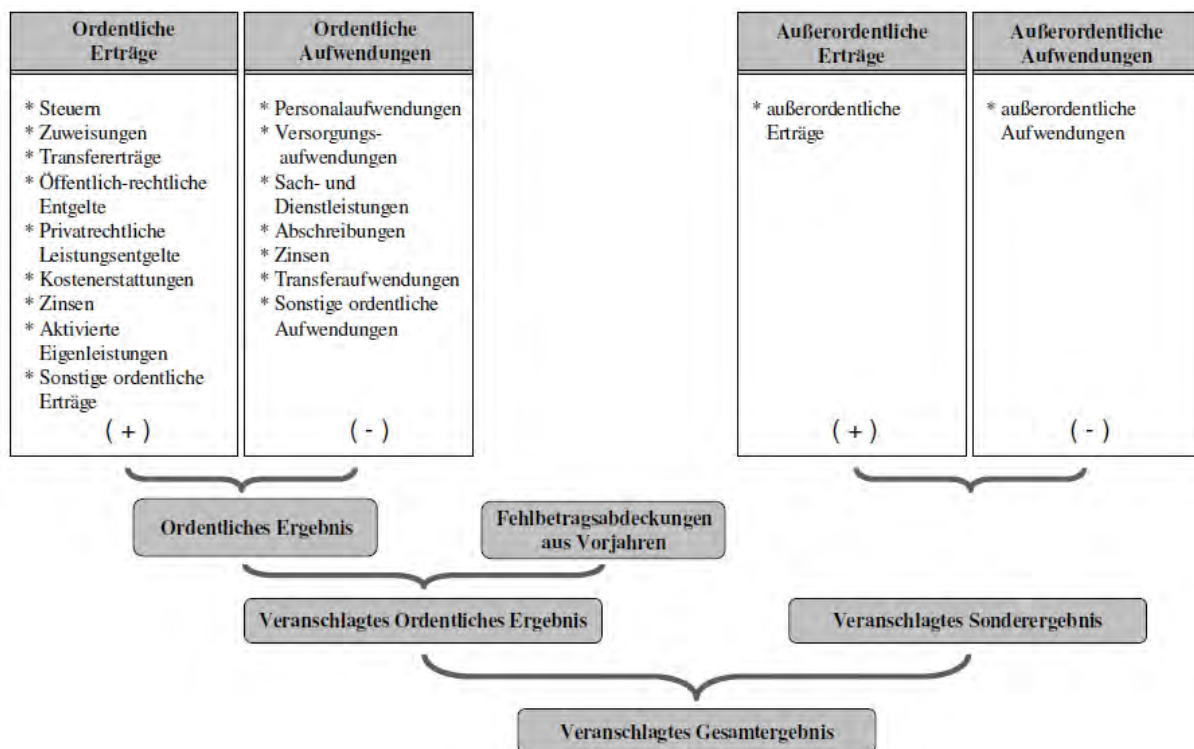 Ordentliche
Erträge
* Steuern
* Zuweisungen
* Transfererträge
* Öffentlich-rechtliche
Entgelte
* Privatrechtliche
Leistungsentgelte
* Kostenerstattungen
* Zinsen
* Aktivierte
Eigenleistungen
* Sonstige ordentliche
Erträge
( + )
Ordentliche
Aufwendungen
* Personalaufwendungen
* Versorgungs-
aufwendungen
* Sach- und
Dienstleistungen
* Abschreibungen
* Zinsen
* Transferaufwendungen
* Sonstige ordentliche
Aufwendungen
( - )
Außerordentliche
Erträge
* außerordentliche
Erträge
( + )
Außerordentliche
Aufwendungen
* außerordentliche
Aufwendungen
( - )
Ordentliches Ergebnis
Fehlbetragsabdeckungen
aus Vorjahren
Veranschlagtes Ordentliches Ergebnis
Veranschlagtes Sonderergebnis
Veranschlagtes Gesamtergebnis